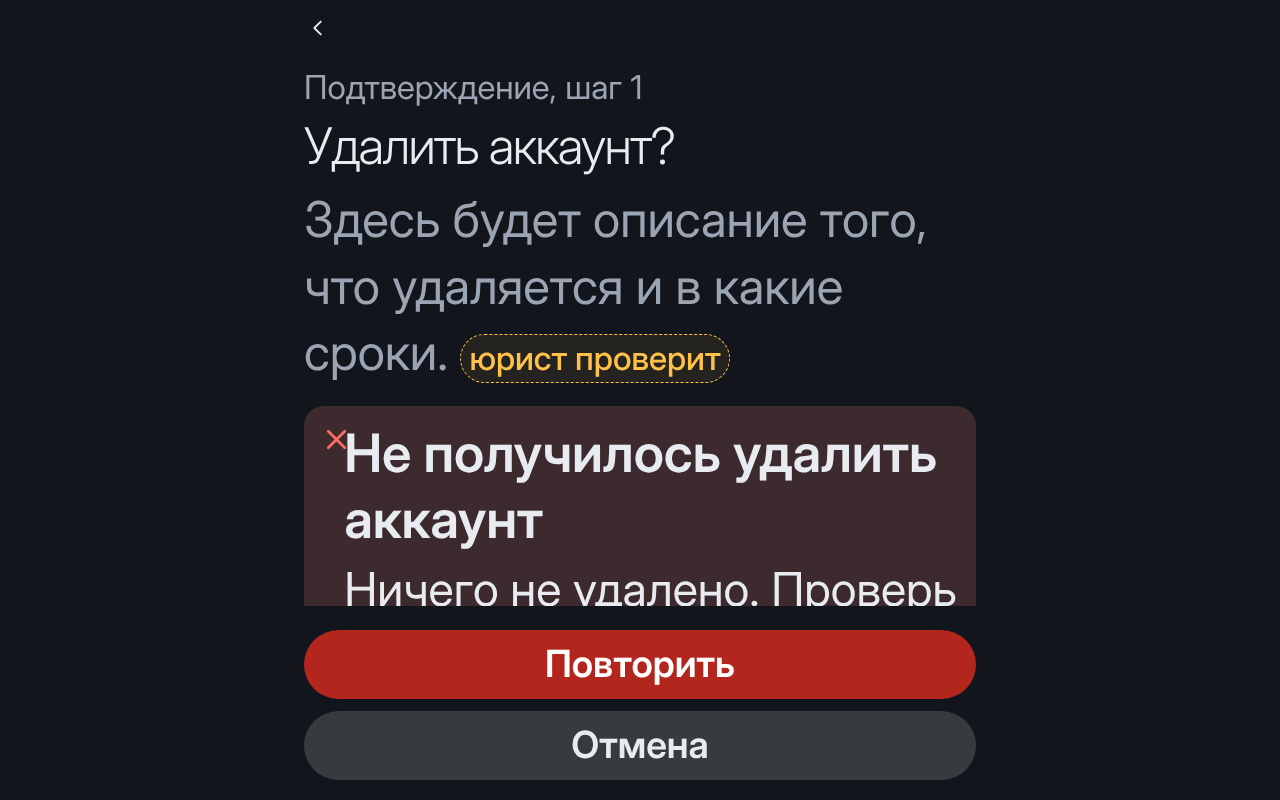 Подтверждение, шаг 1
Удалить аккаунт?
Здесь будет описание того,
что удаляется и в какие
сроки. юрист проверит
Не получилось удалить
аккаунт
Ничего не удалено. Проверь
Повторить
Отмена